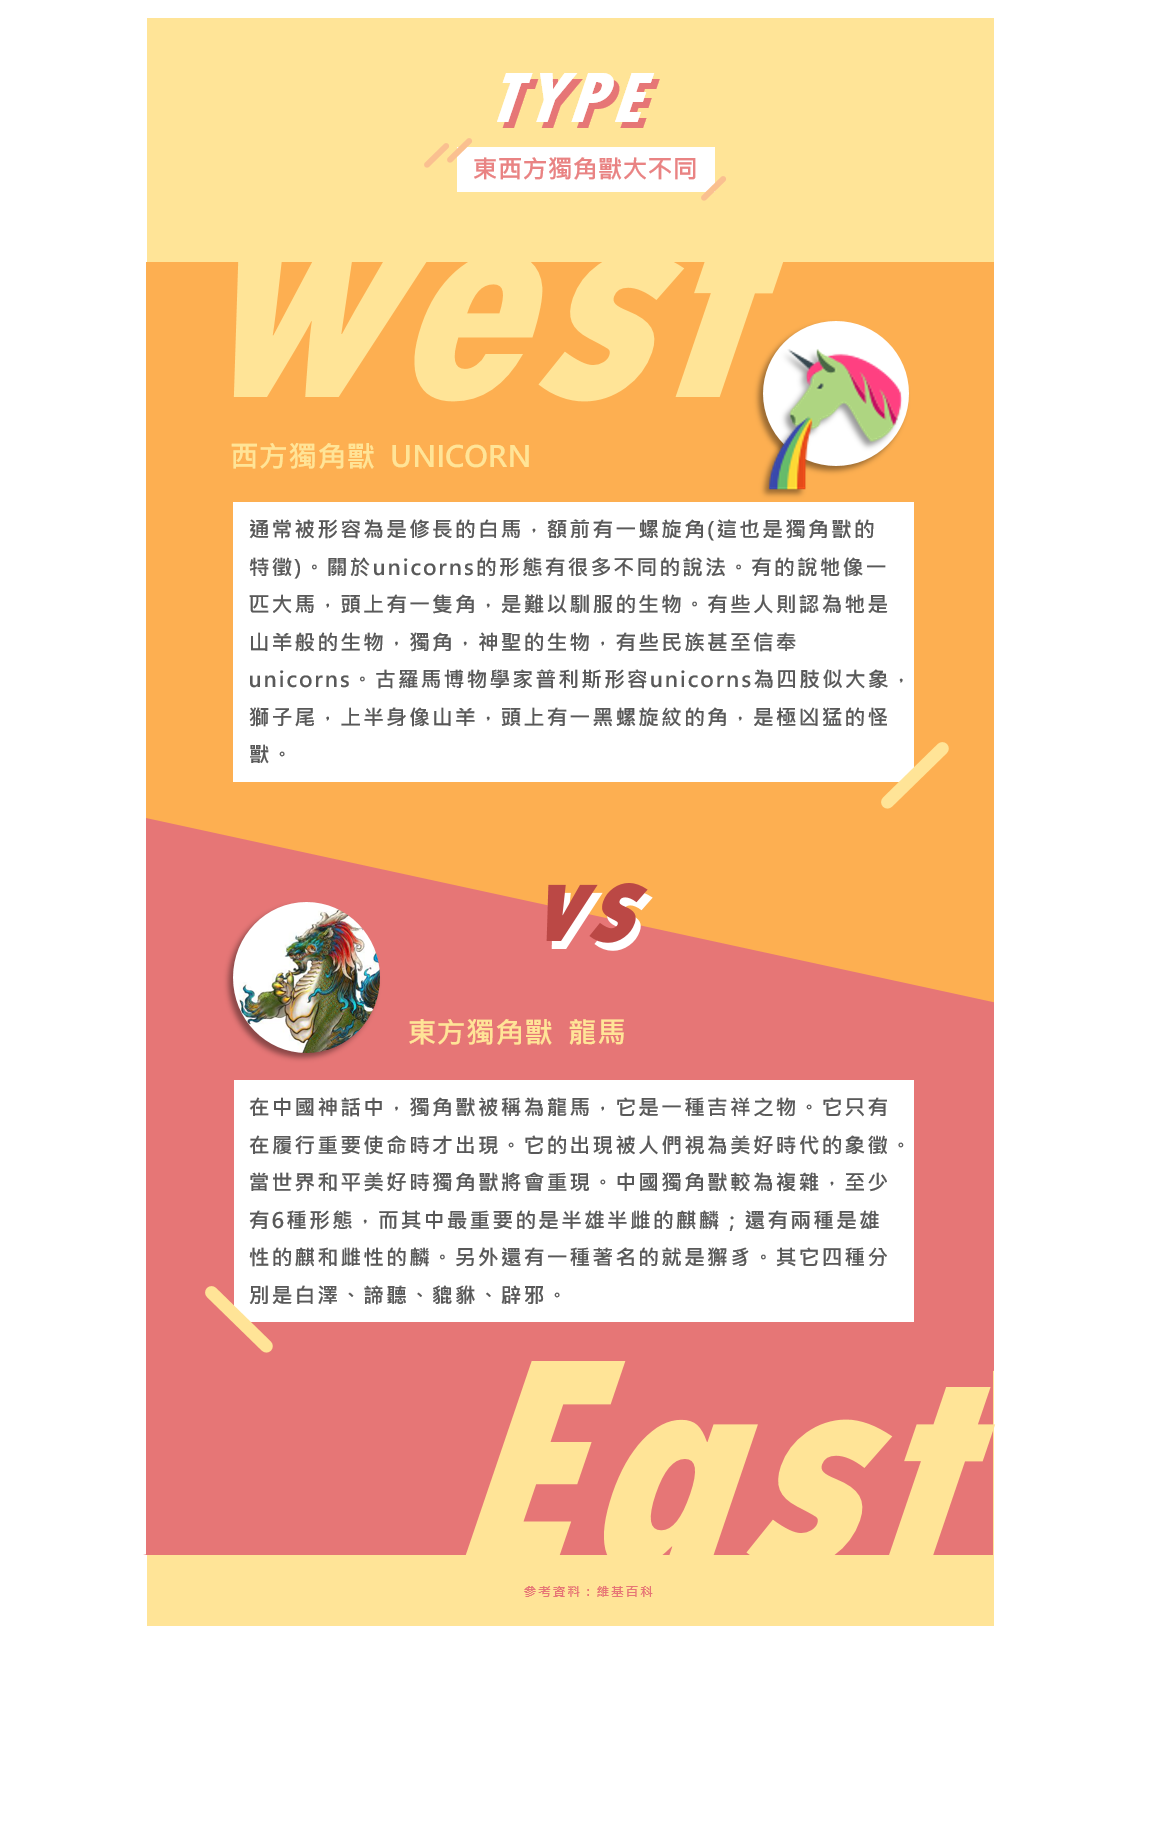 TYPE
東西方獨角獸大不同
West
西方獨角獸 UNICORN
通常被形容為是修長的白馬，額前有一螺旋角(這也是獨角獸的
特徵)。關於unicorns的形態有很多不同的說法。有的說牠像一
匹大馬，頭上有一隻角，是難以馴服的生物。有些人則認為牠是
山羊般的生物，獨角，神聖的生物，有些民族甚至信奉
unicorns。古羅馬博物學家普利斯形容unicorns為四肢似大象，
獅子尾，上半身像山羊，頭上有一黑螺旋紋的角，是極凶猛的怪
獸。
VS
東方獨角獸 龍馬
在中國神話中，獨角獸被稱為龍馬，它是一種吉祥之物。它只有
在履行重要使命時才出現。它的出現被人們視為美好時代的象徵。
當世界和平美好時獨角獸將會重現。中國獨角獸較為複雜，至少
有6種形態，而其中最重要的是半雄半雌的麒麟；還有兩種是雄
性的麒和雌性的麟。另外還有一種著名的就是獬豸。其它四種分
別是白澤、諦聽、貔貅、辟邪。
East
參考資料：維基百科